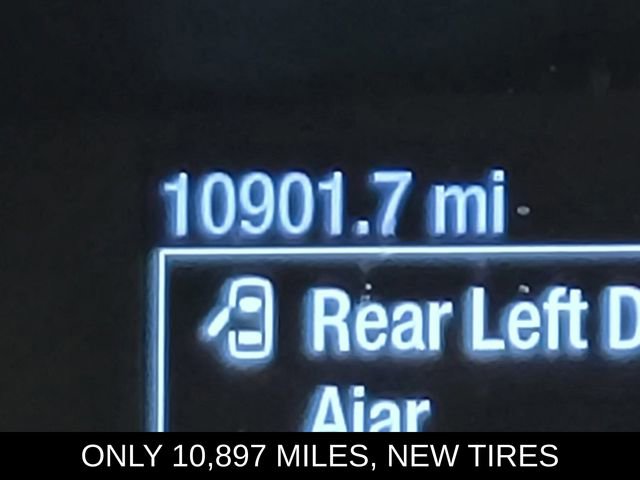 10901.7 mi
Rear Left D
Ajar
ONLY 10,897 MILES, NEW TIRES